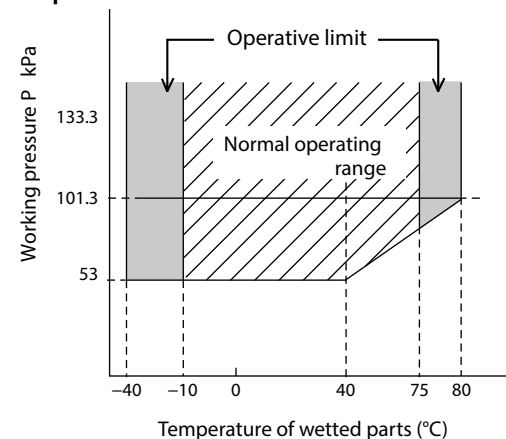 Operative limit
Working pressure P kPa
133.3
Normal operating
range
101.3
53
−40 −10 0 40 75 80
Temperature of wetted parts (°C)